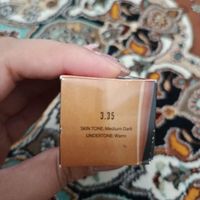 3.35
SKIN TONE: Medium Dark
UNDERTONE: Warm